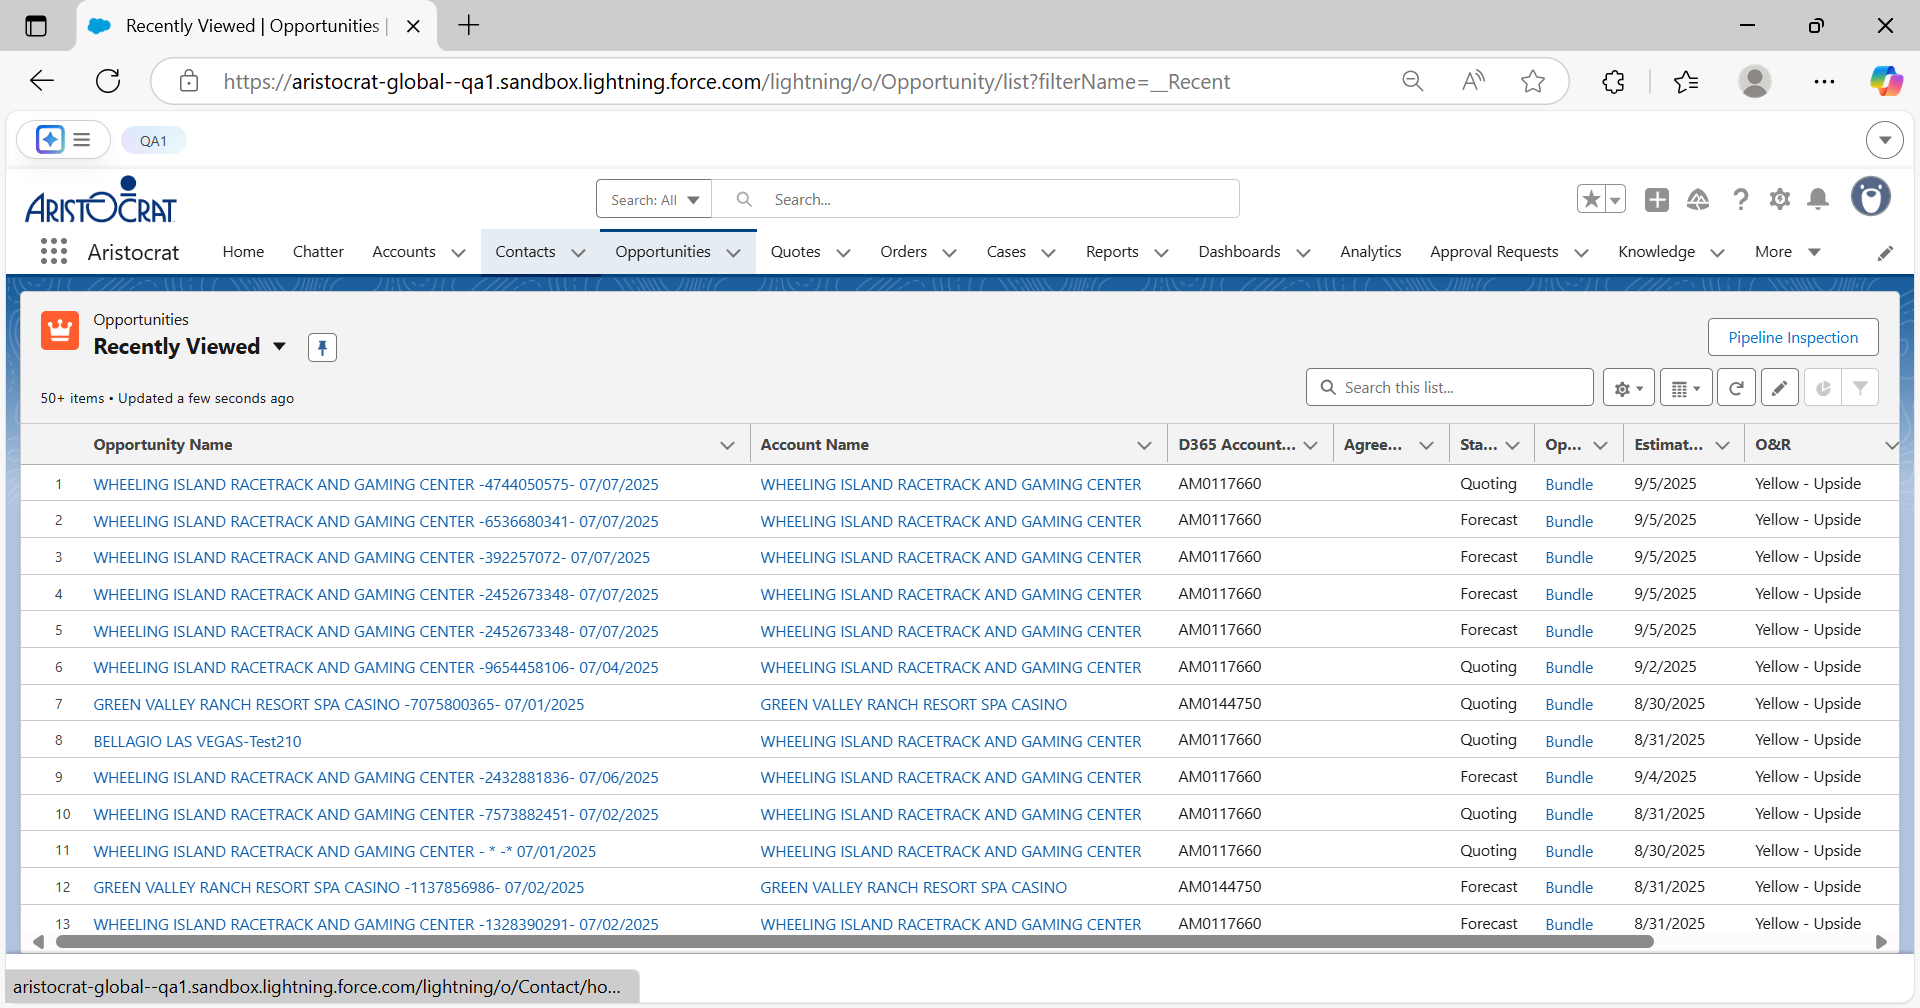 Recently Viewed | Opportunities |
https://aristocrat-global--qa1.sandbox.lightning.force.com/lightning/o/Opportunity/list?filterName=__Recent
QA1
ARISTOCRAT
Search: All
Search...
Aristocrat
Home
Chatter
Accounts
Contacts
Opportunities
Quotes
Orders
Cases
Reports
Dashboards
Analytics
Approval Requests
Knowledge
More
Opportunities
Recently Viewed
Pipeline Inspection
50+ items • Updated a few seconds ago
Search this list...
Opportunity Name Account Name D365 Account... Agree... Sta... Op... Estimat... O&R
1 WHEELING ISLAND RACETRACK AND GAMING CENTER -4744050575- 07/07/2025 WHEELING ISLAND RACETRACK AND GAMING CENTER AM0117660 Quoting Bundle 9/5/2025 Yellow - Upside
2 WHEELING ISLAND RACETRACK AND GAMING CENTER -6536680341- 07/07/2025 WHEELING ISLAND RACETRACK AND GAMING CENTER AM0117660 Forecast Bundle 9/5/2025 Yellow - Upside
3 WHEELING ISLAND RACETRACK AND GAMING CENTER -392257072- 07/07/2025 WHEELING ISLAND RACETRACK AND GAMING CENTER AM0117660 Forecast Bundle 9/5/2025 Yellow - Upside
4 WHEELING ISLAND RACETRACK AND GAMING CENTER -2452673348- 07/07/2025 WHEELING ISLAND RACETRACK AND GAMING CENTER AM0117660 Forecast Bundle 9/5/2025 Yellow - Upside
5 WHEELING ISLAND RACETRACK AND GAMING CENTER -2452673348- 07/07/2025 WHEELING ISLAND RACETRACK AND GAMING CENTER AM0117660 Forecast Bundle 9/5/2025 Yellow - Upside
6 WHEELING ISLAND RACETRACK AND GAMING CENTER -9654458106- 07/04/2025 WHEELING ISLAND RACETRACK AND GAMING CENTER AM0117660 Quoting Bundle 9/2/2025 Yellow - Upside
7 GREEN VALLEY RANCH RESORT SPA CASINO -7075800365- 07/01/2025 GREEN VALLEY RANCH RESORT SPA CASINO AM0144750 Quoting Bundle 8/30/2025 Yellow - Upside
8 BELLAGIO LAS VEGAS-Test210 WHEELING ISLAND RACETRACK AND GAMING CENTER AM0117660 Quoting Bundle 8/31/2025 Yellow - Upside
9 WHEELING ISLAND RACETRACK AND GAMING CENTER -2432881836- 07/06/2025 WHEELING ISLAND RACETRACK AND GAMING CENTER AM0117660 Forecast Bundle 9/4/2025 Yellow - Upside
10 WHEELING ISLAND RACETRACK AND GAMING CENTER -7573882451- 07/02/2025 WHEELING ISLAND RACETRACK AND GAMING CENTER AM0117660 Quoting Bundle 8/31/2025 Yellow - Upside
11 WHEELING ISLAND RACETRACK AND GAMING CENTER - * -* 07/01/2025 WHEELING ISLAND RACETRACK AND GAMING CENTER AM0117660 Quoting Bundle 8/30/2025 Yellow - Upside
12 GREEN VALLEY RANCH RESORT SPA CASINO -1137856986- 07/02/2025 GREEN VALLEY RANCH RESORT SPA CASINO AM0144750 Forecast Bundle 8/31/2025 Yellow - Upside
13 WHEELING ISLAND RACETRACK AND GAMING CENTER -1328390291- 07/02/2025 WHEELING ISLAND RACETRACK AND GAMING CENTER AM0117660 Forecast Bundle 8/31/2025 Yellow - Upside
aristocrat-global--qa1.sandbox.lightning.force.com/lightning/o/Contact/ho...